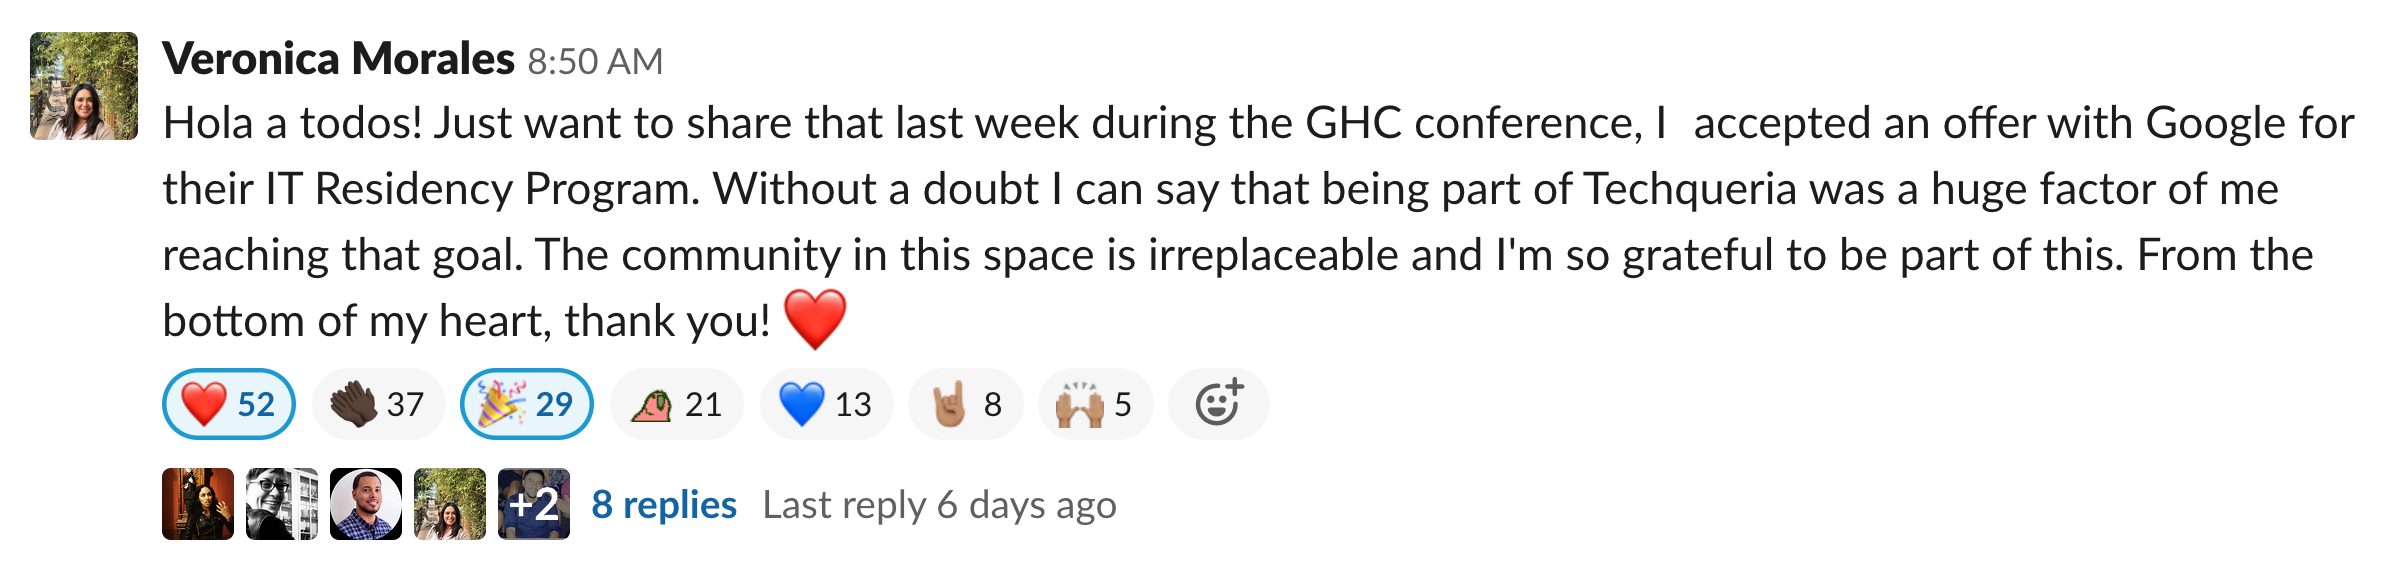 Veronica Morales 8:50 AM
Hola a todos! Just want to share that last week during the GHC conference, I  accepted an offer with Google for
their IT Residency Program. Without a doubt I can say that being part of Techqueria was a huge factor of me
reaching that goal. The community in this space is irreplaceable and I'm so grateful to be part of this. From the
bottom of my heart, thank you! ❤️
❤️ 52 👏🏿 37 🎉 29 21 💙 13 🤘🏽 8 🙌🏽 5
+2 8 replies Last reply 6 days ago